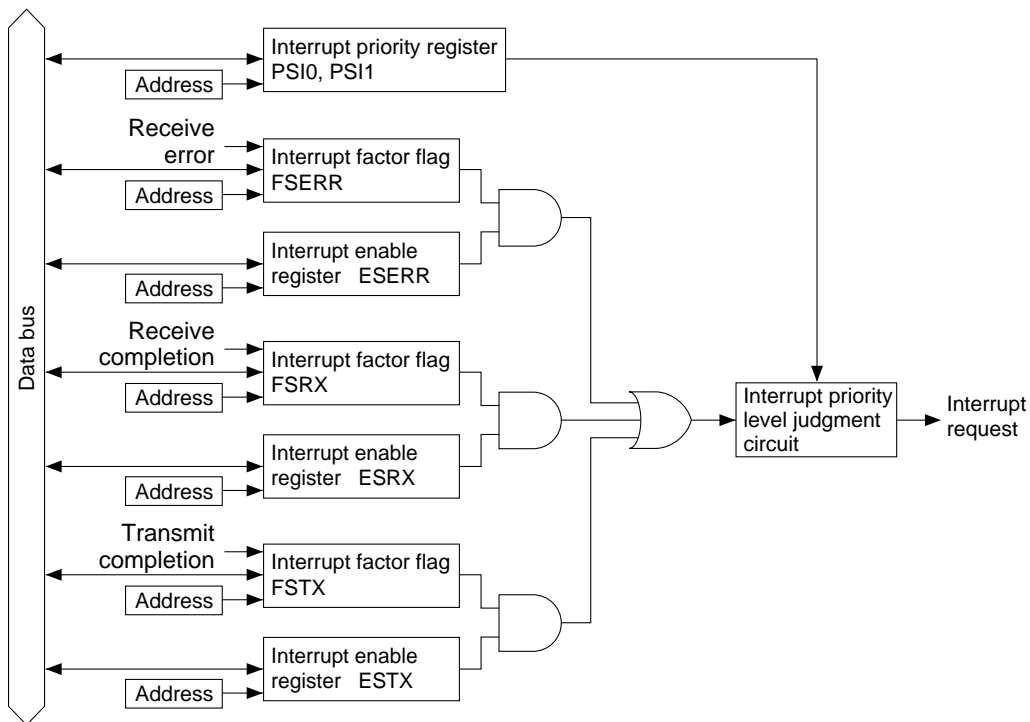 Interrupt priority register
PSI0, PSI1
Address
Receive
error
Interrupt factor flag
FSERR
Address
Interrupt enable
register ESERR
Address
Data bus
Receive
completion
Interrupt factor flag
FSRX
Address
Interrupt enable
register ESRX
Address
Interrupt priority
level judgment
circuit
Interrupt
request
Transmit
completion
Interrupt factor flag
FSTX
Address
Interrupt enable
register ESTX
Address